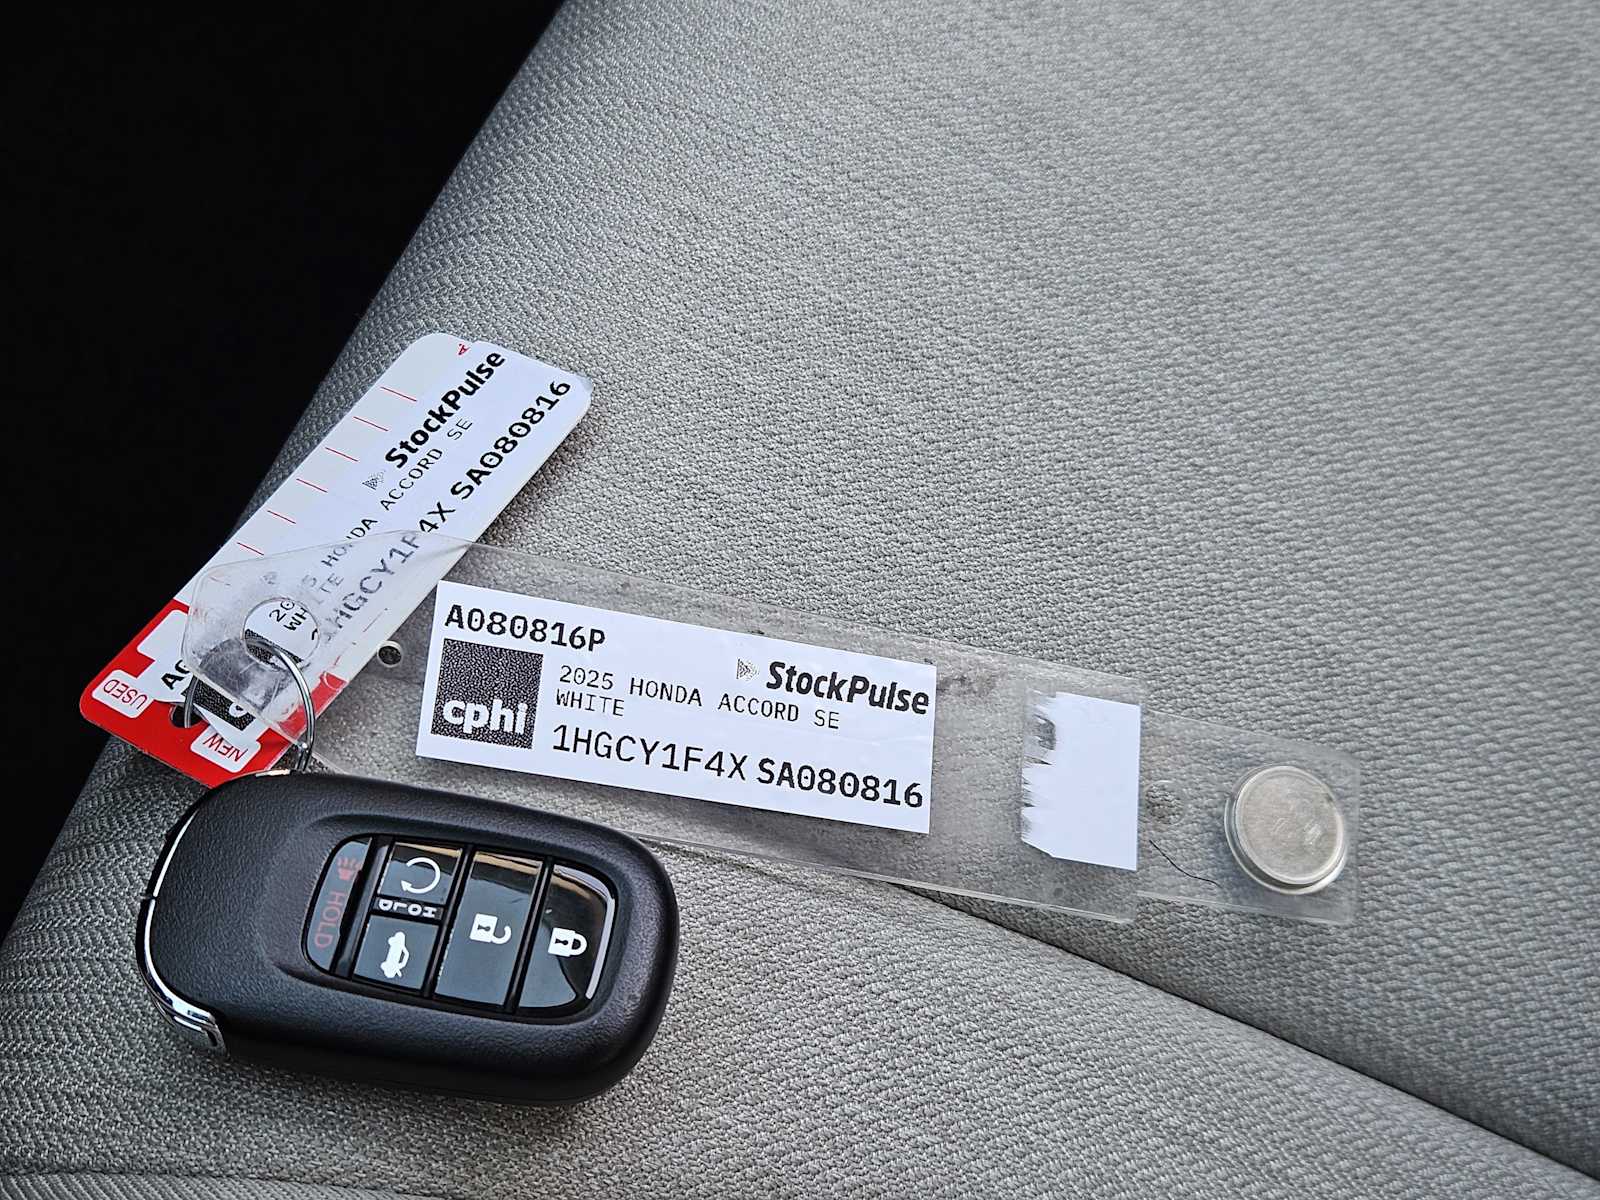 StockPulse
HONDA ACCORD SE
1HGCY1F4X SA080816
USED
NEW
A080816P
cphi
StockPulse
2025 HONDA ACCORD SE
WHITE
1HGCY1F4X SA080816
HOLD
HOLD